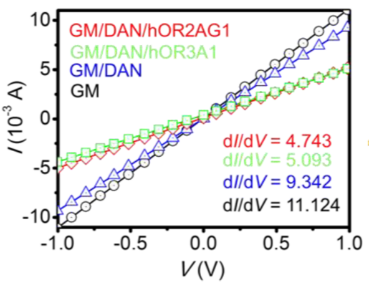 10
5
0
-5
-10
I (10⁻³ A)
GM/DAN/hOR2AG1
GM/DAN/hOR3A1
GM/DAN
GM
dI/dV = 4.743
dI/dV = 5.093
dI/dV = 9.342
dI/dV = 11.124
-1.0 -0.5 0.0 0.5 1.0
V (V)